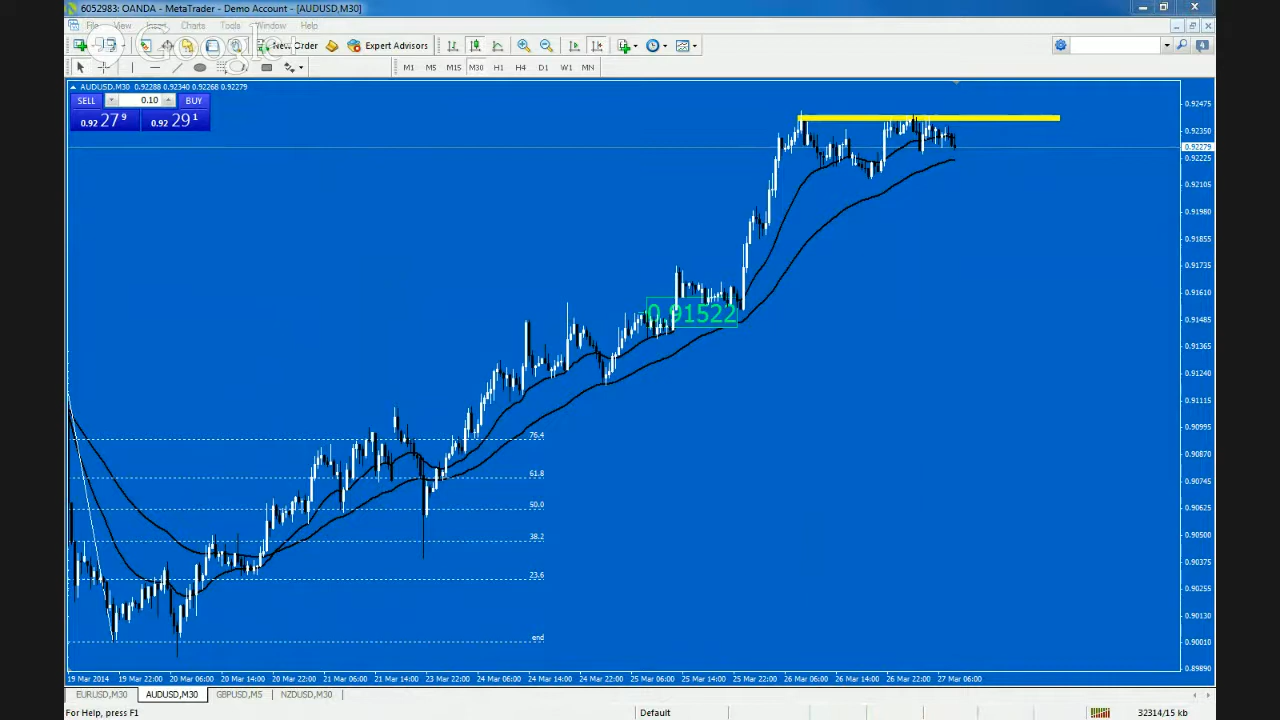 6052983: OANDA - MetaTrader - Demo Account - [AUDUSD,M30]
File View Insert Charts Tools Window Help
Google+
New Order Expert Advisors
M1 M5 M15 M30 H1 H4 D1 W1 MN
AUDUSD,M30 0.92288 0.92340 0.92268 0.92279
SELL 0.10 BUY
0.92 27 9 0.92 29 1
0.92475
0.92350
0.92279
0.92225
0.92105
0.91980
0.91855
0.91735
0.91610
0.91522
0.91485
0.91365
0.91240
0.91115
0.90995
76.4
0.90870
61.8
0.90745
50.0
0.90625
38.2
0.90500
0.90375
23.6
0.90255
0.90130
end
0.90010
0.89890
19 Mar 2014 19 Mar 22:00 20 Mar 06:00 20 Mar 14:00 20 Mar 22:00 21 Mar 06:00 21 Mar 14:00 23 Mar 22:00 24 Mar 06:00 24 Mar 14:00 24 Mar 22:00 25 Mar 06:00 25 Mar 14:00 25 Mar 22:00 26 Mar 06:00 26 Mar 14:00 26 Mar 22:00 27 Mar 06:00
EURUSD,M30 AUDUSD,M30 GBPUSD,M5 NZDUSD,M30
For Help, press F1 Default 32314/15 kb